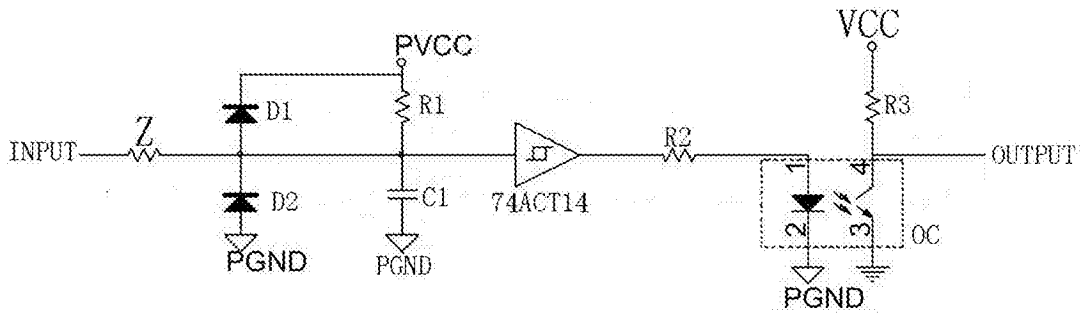 VCC
PVCC
D1
R1
R3
Z
INPUT
R2
OUTPUT
1
4
D2
C1
74ACT14
2
3
OC
PGND
PGND
PGND